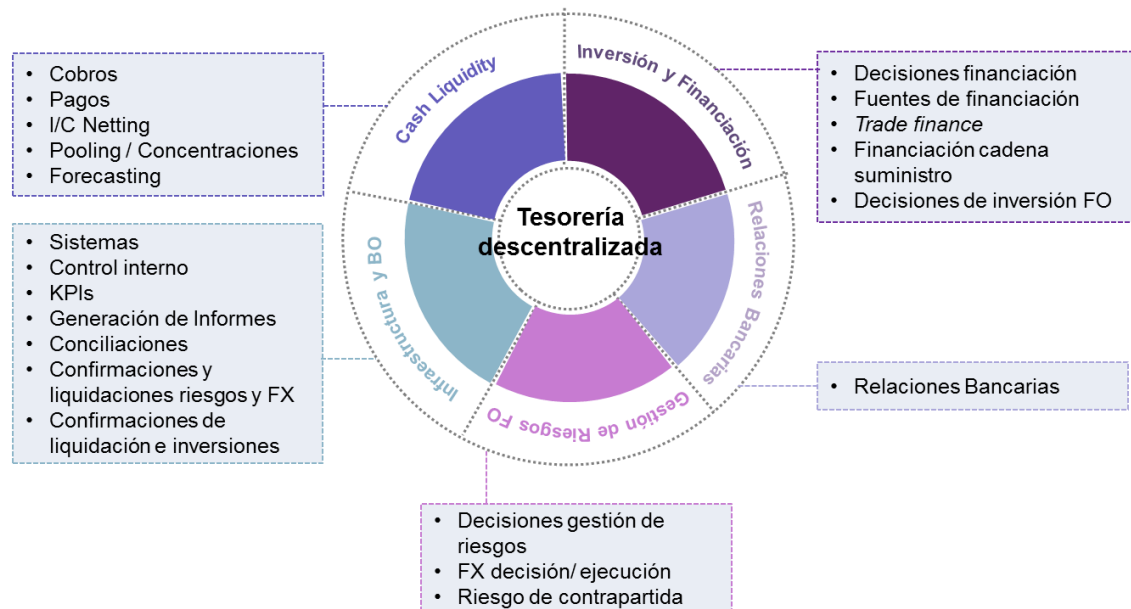 Cash Liquidity
Inversión y Financiación
Relaciones Bancarias
Gestión de Riesgos FO
Infraestructura y BO
Tesorería
descentralizada
• Cobros
• Pagos
• I/C Netting
• Pooling / Concentraciones
• Forecasting
• Decisiones financiación
• Fuentes de financiación
• Trade finance
• Financiación cadena
suministro
• Decisiones de inversión FO
• Sistemas
• Control interno
• KPIs
• Generación de Informes
• Conciliaciones
• Confirmaciones y
liquidaciones riesgos y FX
• Confirmaciones de
liquidación e inversiones
• Relaciones Bancarias
• Decisiones gestión de
riesgos
• FX decisión/ ejecución
• Riesgo de contrapartida